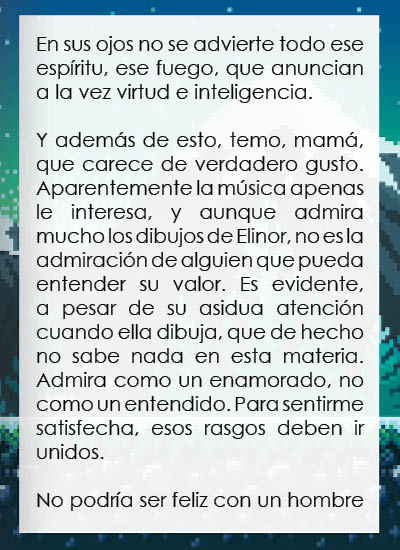 En sus ojos no se advierte todo ese
espíritu, ese fuego, que anuncian
a la vez virtud e inteligencia.
Y además de esto, temo, mamá,
que carece de verdadero gusto.
Aparentemente la música apenas
le interesa, y aunque admira
mucho los dibujos de Elinor, no es la
admiración de alguien que pueda
entender su valor. Es evidente,
a pesar de su asidua atención
cuando ella dibuja, que de hecho
no sabe nada en esta materia.
Admira como un enamorado, no
como un entendido. Para sentirme
satisfecha, esos rasgos deben ir
unidos.
No podría ser feliz con un hombre